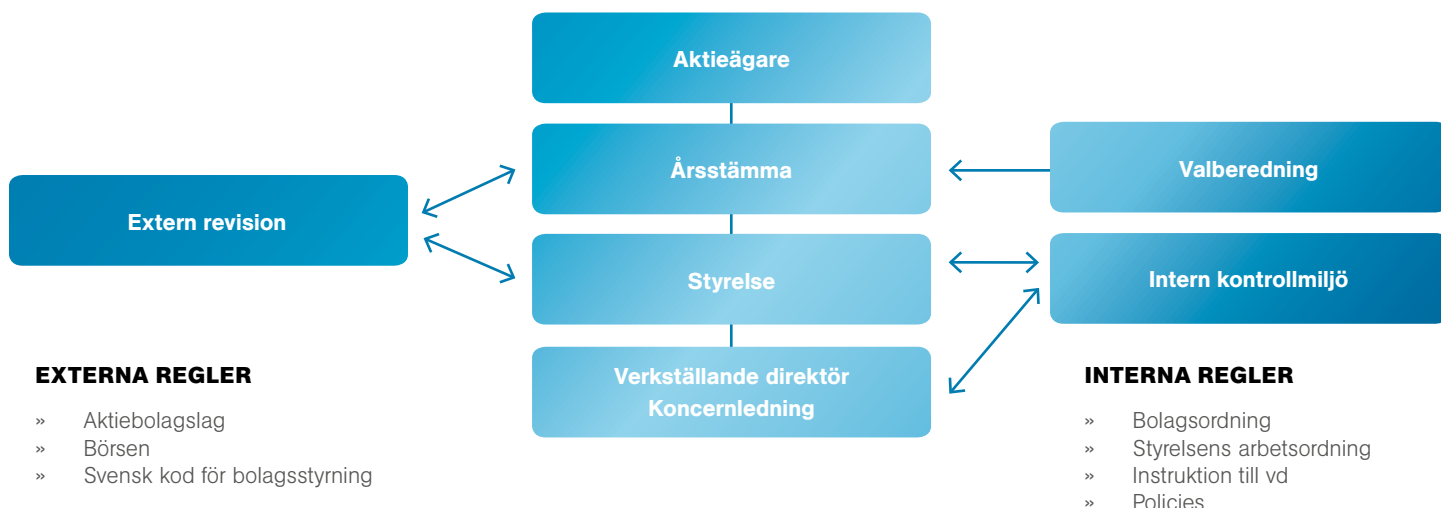 Aktieägare
Årsstämma
Valberedning
Extern revision
Styrelse
Intern kontrollmiljö
Verkställande direktör
Koncernledning
EXTERNA REGLER
» Aktiebolagslag
» Börsen
» Svensk kod för bolagsstyrning
INTERNA REGLER
» Bolagsordning
» Styrelsens arbetsordning
» Instruktion till vd
» Policies